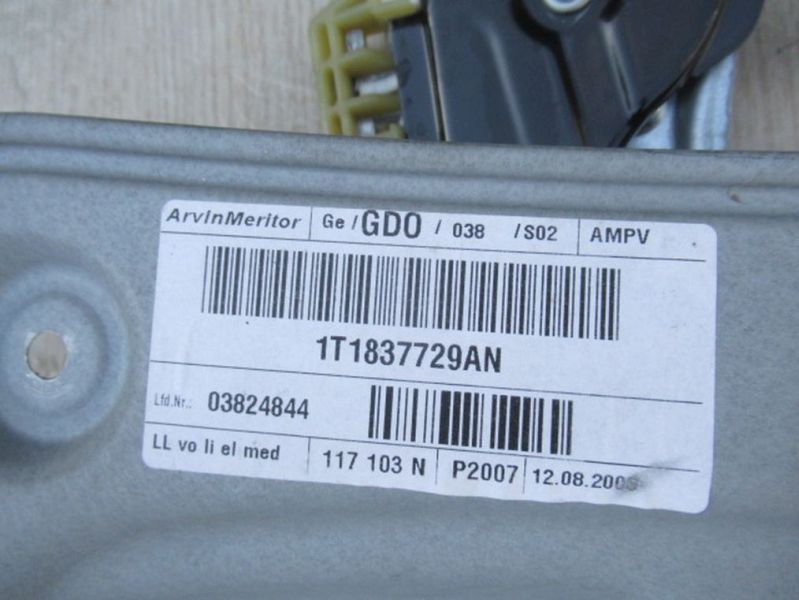 ArvinMeritor Ge / GDO / 038 / S02 AMPV
1T1837729AN
Lfd.Nr.: 03824844
LL vo li el med 117 103 N P2007